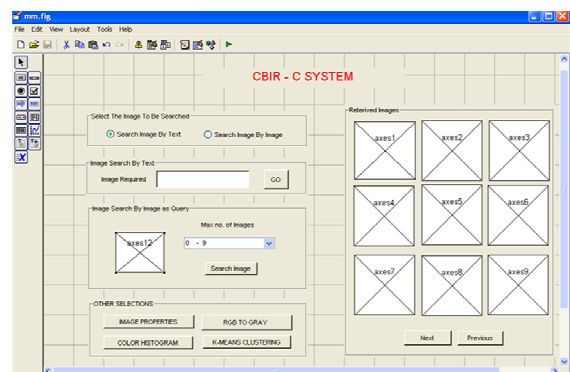 mm.fig
File Edit View Layout Tools Help
CBIR - C SYSTEM
Select The Image To Be Searched
Search Image By Text
Search Image By Image
Image Search By Text
Image Required
GO
Image Search By Image as Query
axes12
Max no. of Images
0 - 9
Search Image
OTHER SELECTIONS
IMAGE PROPERTIES
RGB TO GRAY
COLOR HISTOGRAM
K-MEANS CLUSTERING
Reterived Images
axes1 axes2 axes3
axes4 axes5 axes6
axes7 axes8 axes9
Next Previous